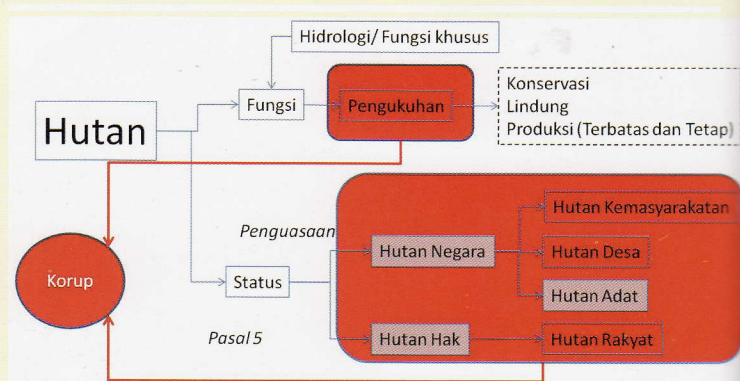 Hidrologi/ Fungsi khusus
Hutan
Fungsi
Pengukuhan
Konservasi
Lindung
Produksi (Terbatas dan Tetap)
Penguasaan
Hutan Kemasyarakatan
Hutan Negara
Hutan Desa
Korup
Status
Hutan Adat
Pasal 5
Hutan Hak
Hutan Rakyat